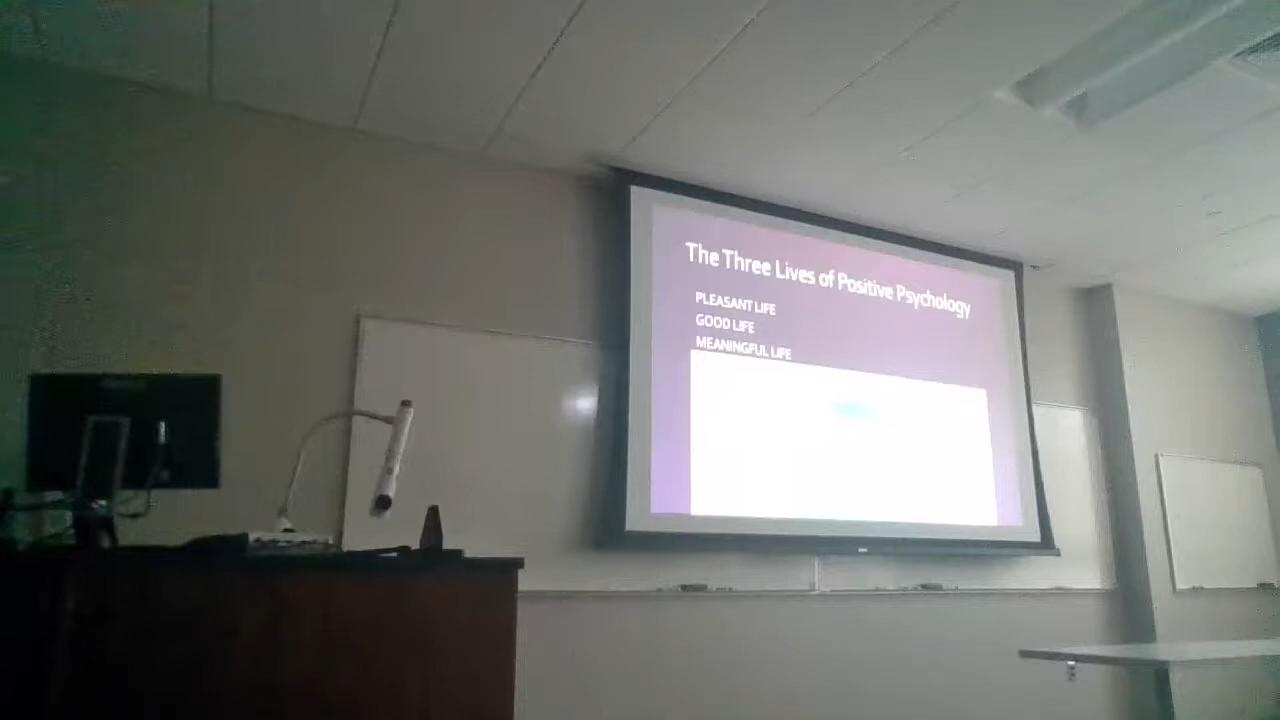 The Three Lives of Positive Psychology
PLEASANT LIFE
GOOD LIFE
MEANINGFUL LIFE